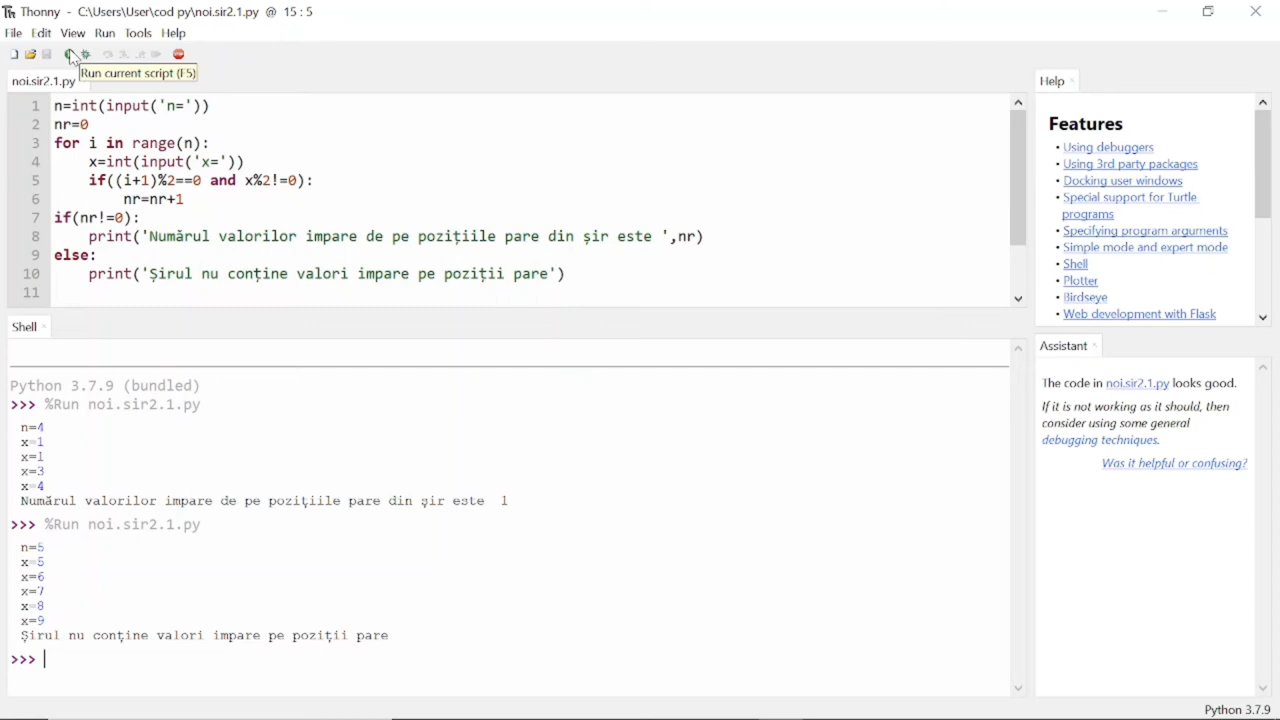 Thonny - C:\Users\User\cod py\noi.sir2.1.py @ 15:5
File Edit View Run Tools Help
Run current script (F5)
noi.sir2.1.py
1 n=int(input('n='))
2 nr=0
3 for i in range(n):
4     x=int(input('x='))
5     if((i+1)%2==0 and x%2!=0):
6         nr=nr+1
7 if(nr!=0):
8     print('Numărul valorilor impare de pe pozițiile pare din șir este ',nr)
9 else:
10     print('Șirul nu conține valori impare pe poziții pare')
11
Shell
Python 3.7.9 (bundled)
>>> %Run noi.sir2.1.py
n=4
x=1
x=1
x=3
x=4
Numărul valorilor impare de pe pozițiile pare din șir este  1
>>> %Run noi.sir2.1.py
n=5
x=5
x=6
x=7
x=8
x=9
Șirul nu conține valori impare pe poziții pare
>>>
Help
Features
• Using debuggers
• Using 3rd party packages
• Docking user windows
• Special support for Turtle
programs
• Specifying program arguments
• Simple mode and expert mode
• Shell
• Plotter
• Birdseye
• Web development with Flask
Assistant
The code in noi.sir2.1.py looks good.
If it is not working as it should, then
consider using some general
debugging techniques.
Was it helpful or confusing?
Python 3.7.9